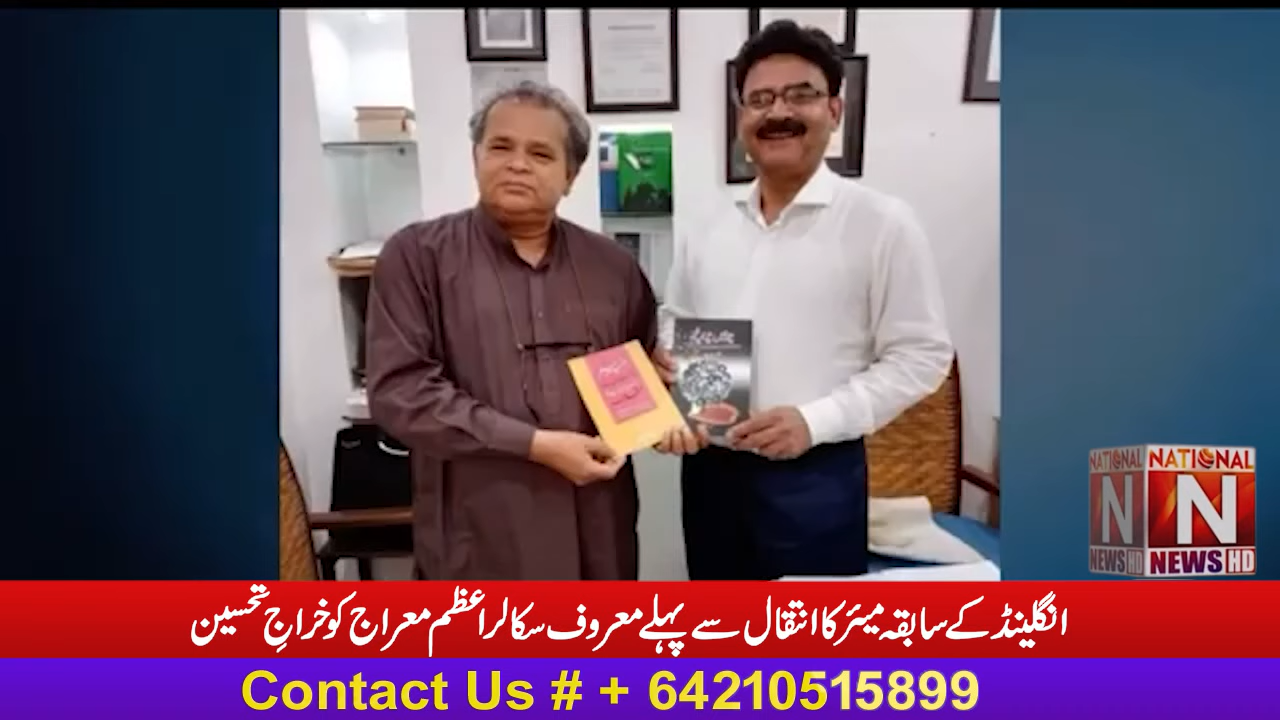 NATIONAL NATIONAL
N N
NEWS HD NEWS HD
انگلینڈ کے سابقہ میئر کا انتقال سے پہلے معروف سکالر اعظم معراج کو خراجِ تحسین
Contact Us # + 64210515899